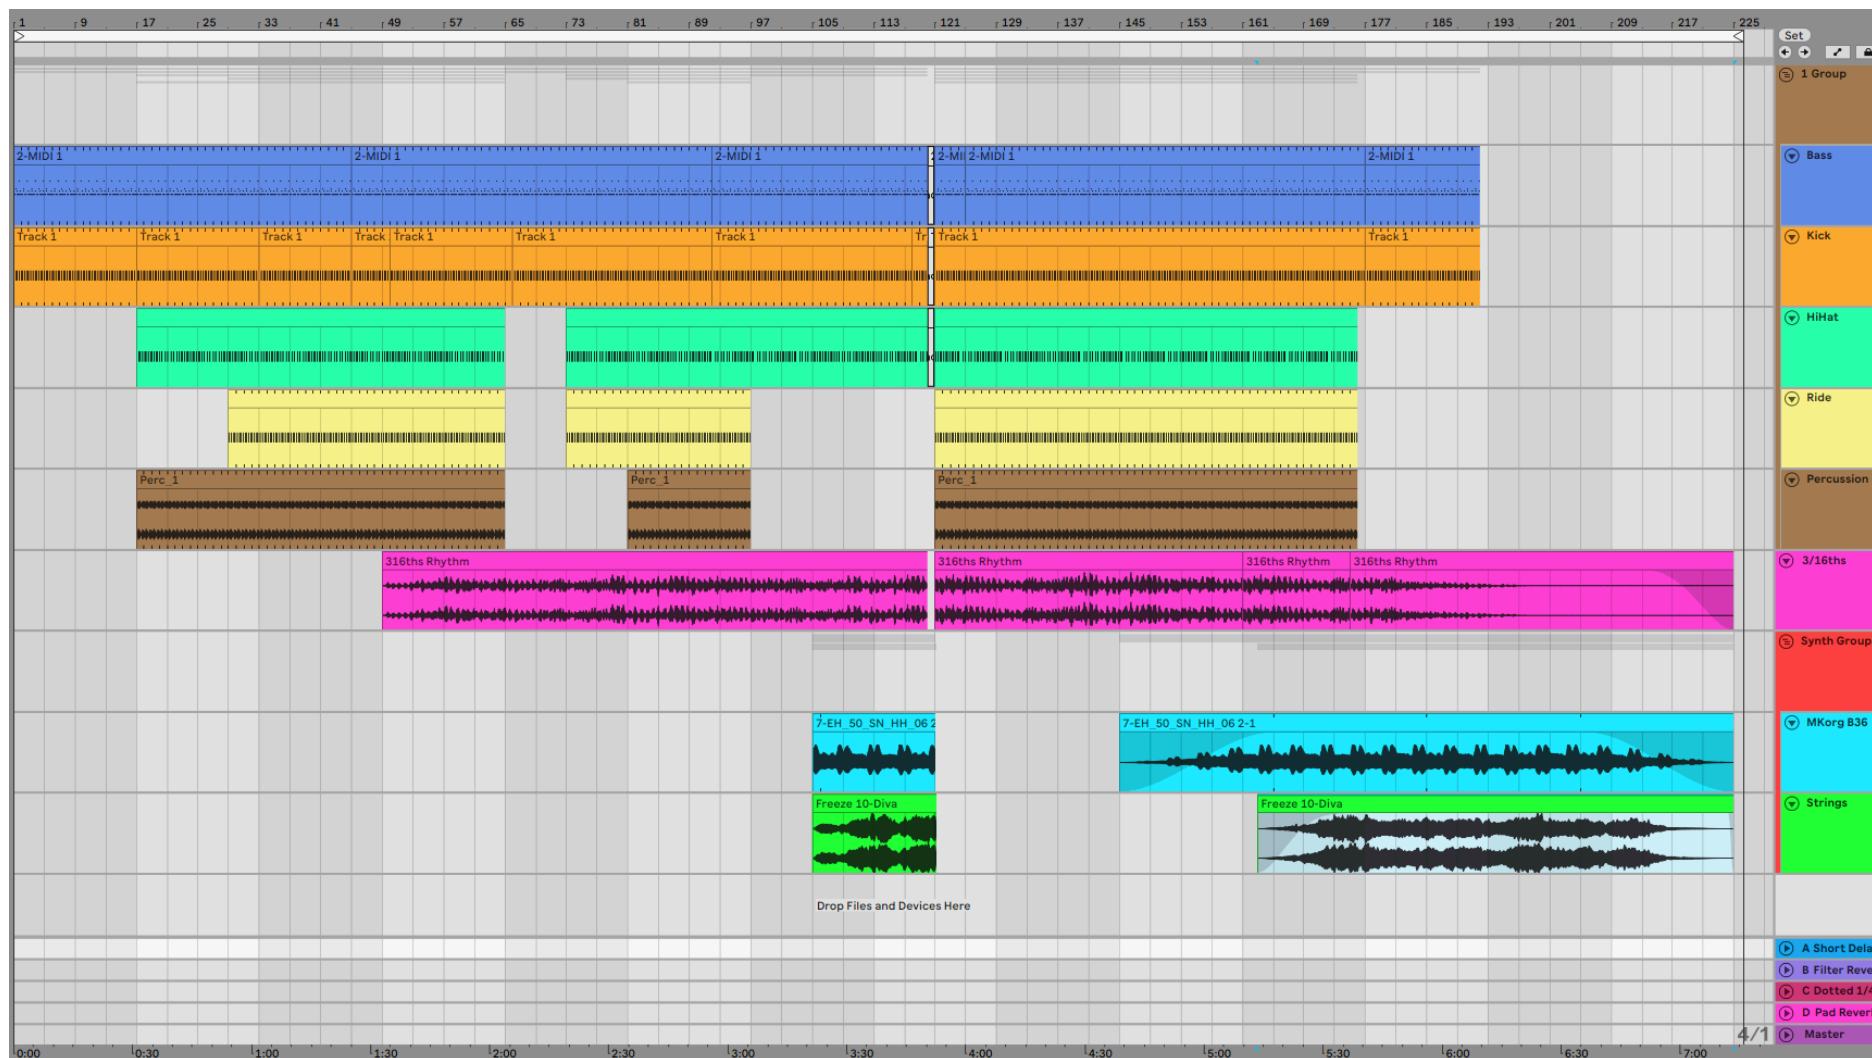 1 9 17 25 33 41 49 57 65 73 81 89 97 105 113 121 129 137 145 153 161 169 177 185 193 201 209 217 225
Set
1 Group
2-MIDI 1 2-MIDI 1 2-MIDI 1 2-MII 2-MIDI 1 2-MIDI 1 Bass
Track 1 Track 1 Track 1 Track Track 1 Track 1 Track 1 Tr Track 1 Track 1 Kick
HiHat
Ride
Perc_1 Perc_1 Perc_1 Percussion
316ths Rhythm 316ths Rhythm 316ths Rhythm 316ths Rhythm 3/16ths
Synth Group
7-EH_50_SN_HH_06 2 7-EH_50_SN_HH_06 2-1 MKorg B36
Freeze 10-Diva Freeze 10-Diva Strings
Drop Files and Devices Here
A Short Dela
B Filter Reve
C Dotted 1/4
D Pad Rever
4/1 Master
0:00 0:30 1:00 1:30 2:00 2:30 3:00 3:30 4:00 4:30 5:00 5:30 6:00 6:30 7:00